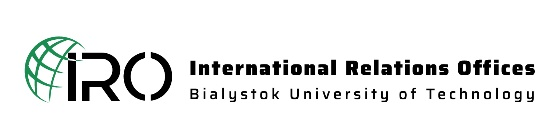 IRO
International Relations Offices
Bialystok University of Technology